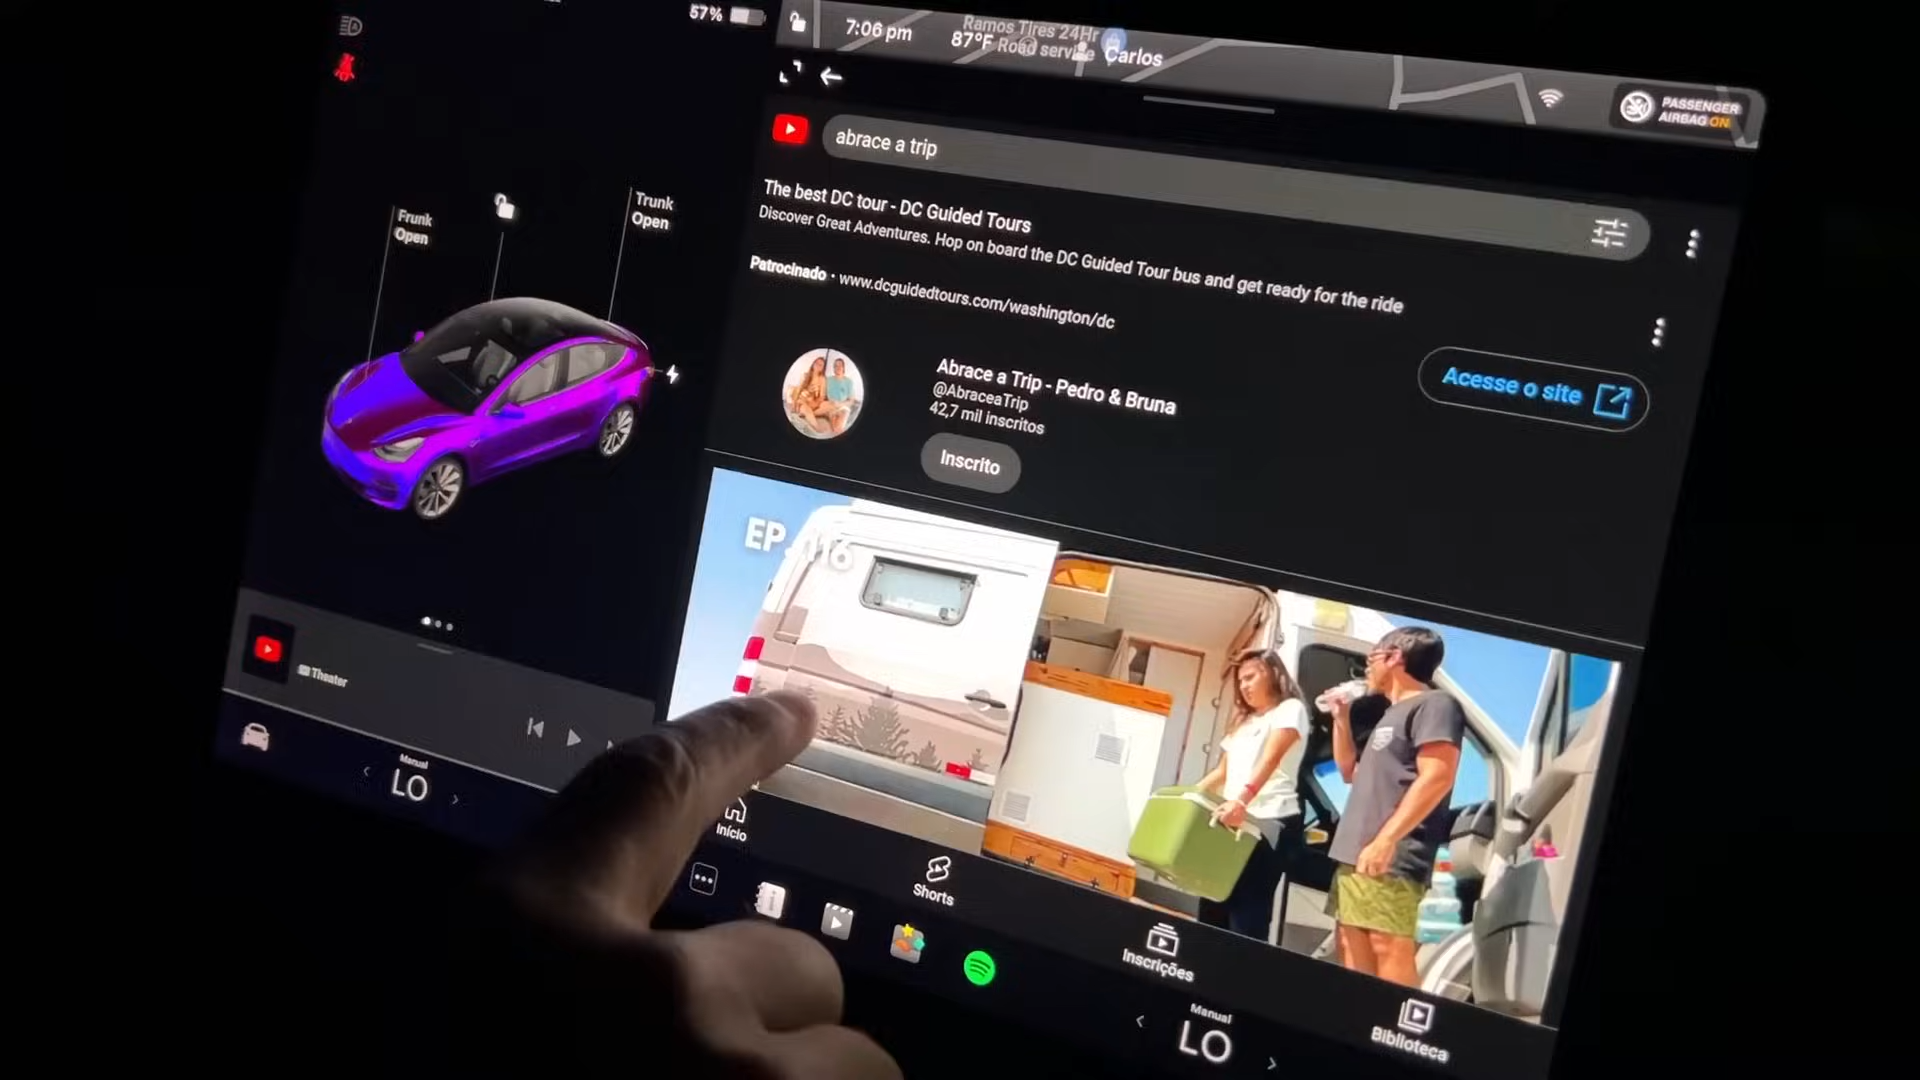 57%
7:06 pm
87°F
Ramos Tires 24Hr
Road service
Carlos
PASSENGER
AIRBAG ON
abrace a trip
Frunk
Open
Trunk
Open
The best DC tour - DC Guided Tours
Discover Great Adventures. Hop on board the DC Guided Tour bus and get ready for the ride
Patrocinado • www.dcguidedtours.com/washington/dc
Acesse o site
Abrace a Trip - Pedro & Bruna
@AbraceaTrip
42,7 mil inscritos
Inscrito
EP. 116
Theater
Manual
LO
Início
Shorts
Inscrições
Biblioteca
Manual
LO